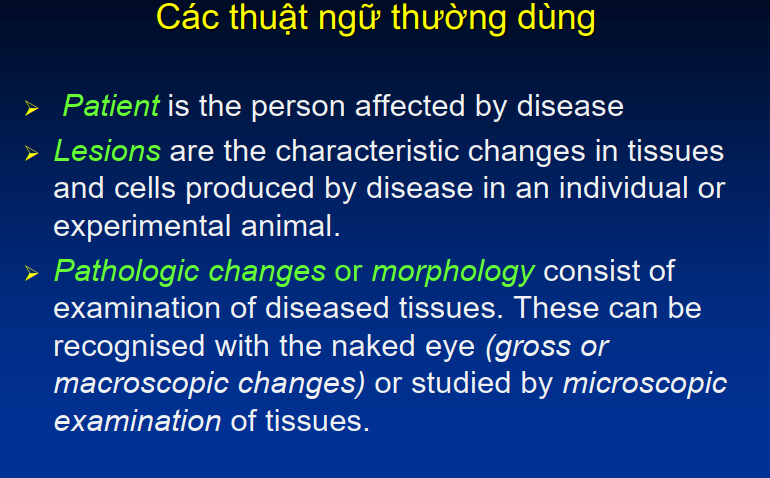 Các thuật ngữ thường dùng
➢ Patient is the person affected by disease
➢ Lesions are the characteristic changes in tissues
and cells produced by disease in an individual or
experimental animal.
➢ Pathologic changes or morphology consist of
examination of diseased tissues. These can be
recognised with the naked eye (gross or
macroscopic changes) or studied by microscopic
examination of tissues.